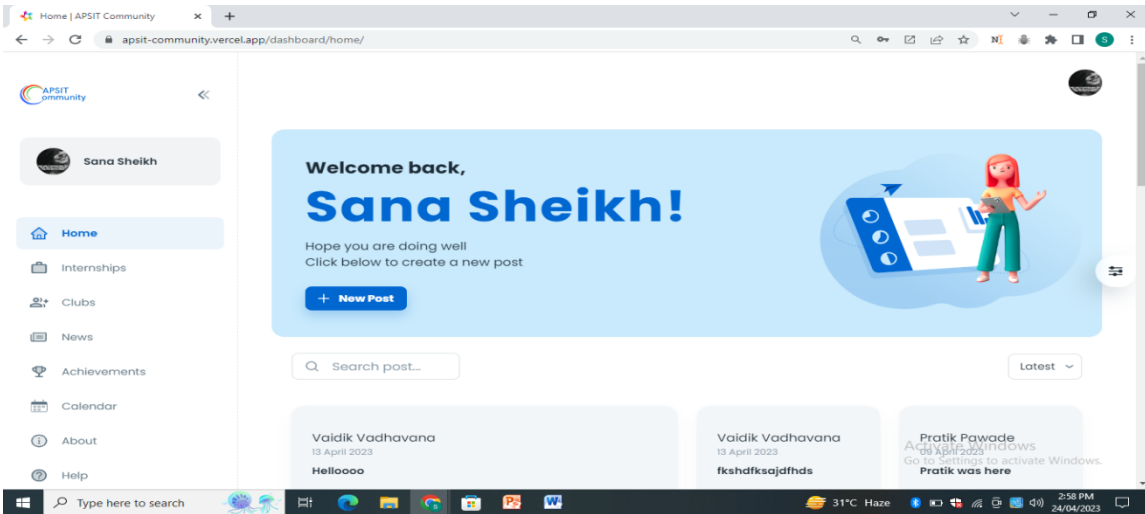 Home | APSIT Community
apsit-community.vercel.app/dashboard/home/
APSIT
ommunity
Sana Sheikh
Home
Internships
Clubs
News
Achievements
Calendar
About
Help
Welcome back,
Sana Sheikh!
Hope you are doing well
Click below to create a new post
+ New Post
Search post...
Latest
Vaidik Vadhavana
13 April 2023
Helloooo
Vaidik Vadhavana
13 April 2023
fkshdfksajdfhds
Pratik Pawade
09 April 2023
Pratik was here
Activate Windows
Go to Settings to activate Windows.
Type here to search
31°C Haze
2:58 PM
24/04/2023